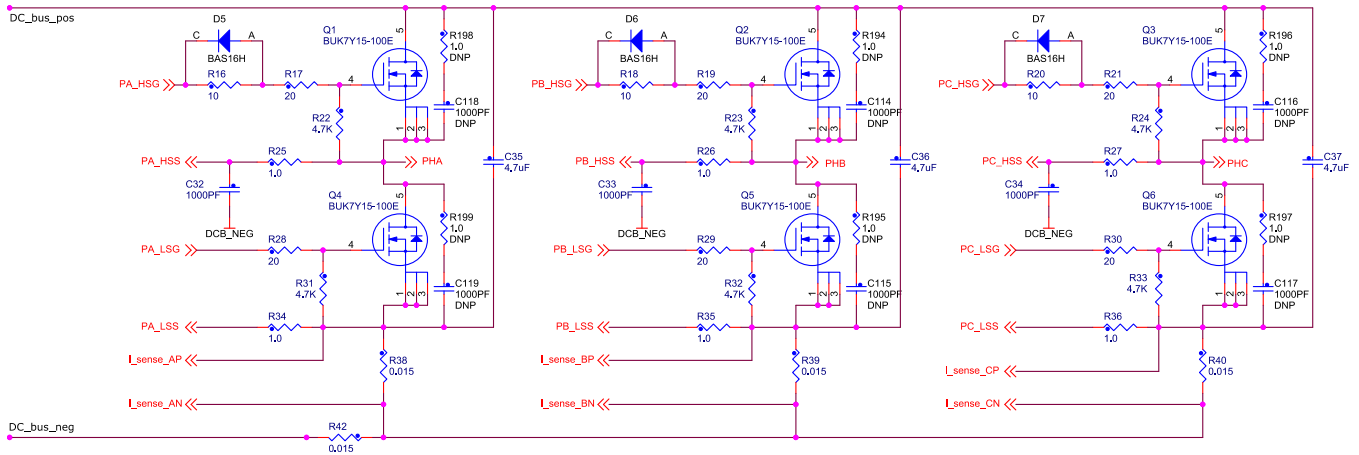 DC_bus_pos
D5
C A
BAS16H
PA_HSG
R16
10
R17
20
Q1
BUK7Y15-100E
5
4
1
2
3
R198
1.0
DNP
R22
4.7K
C118
1000PF
DNP
PA_HSS
R25
1.0
PHA
C35
4.7uF
C32
1000PF
DCB_NEG
Q4
BUK7Y15-100E
5
4
1
2
3
R199
1.0
DNP
PA_LSG
R28
20
R31
4.7K
C119
1000PF
DNP
PA_LSS
R34
1.0
I_sense_AP
R38
0.015
I_sense_AN
D6
C A
BAS16H
PB_HSG
R18
10
R19
20
Q2
BUK7Y15-100E
5
4
1
2
3
R194
1.0
DNP
R23
4.7K
C114
1000PF
DNP
PB_HSS
R26
1.0
PHB
C36
4.7uF
C33
1000PF
DCB_NEG
Q5
BUK7Y15-100E
5
4
1
2
3
R195
1.0
DNP
PB_LSG
R29
20
R32
4.7K
C115
1000PF
DNP
PB_LSS
R35
1.0
I_sense_BP
R39
0.015
I_sense_BN
D7
C A
BAS16H
PC_HSG
R20
10
R21
20
Q3
BUK7Y15-100E
5
4
1
2
3
R196
1.0
DNP
R24
4.7K
C116
1000PF
DNP
PC_HSS
R27
1.0
PHC
C37
4.7uF
C34
1000PF
DCB_NEG
Q6
BUK7Y15-100E
5
4
1
2
3
R197
1.0
DNP
PC_LSG
R30
20
R33
4.7K
C117
1000PF
DNP
PC_LSS
R36
1.0
I_sense_CP
R40
0.015
I_sense_CN
DC_bus_neg
R42
0.015